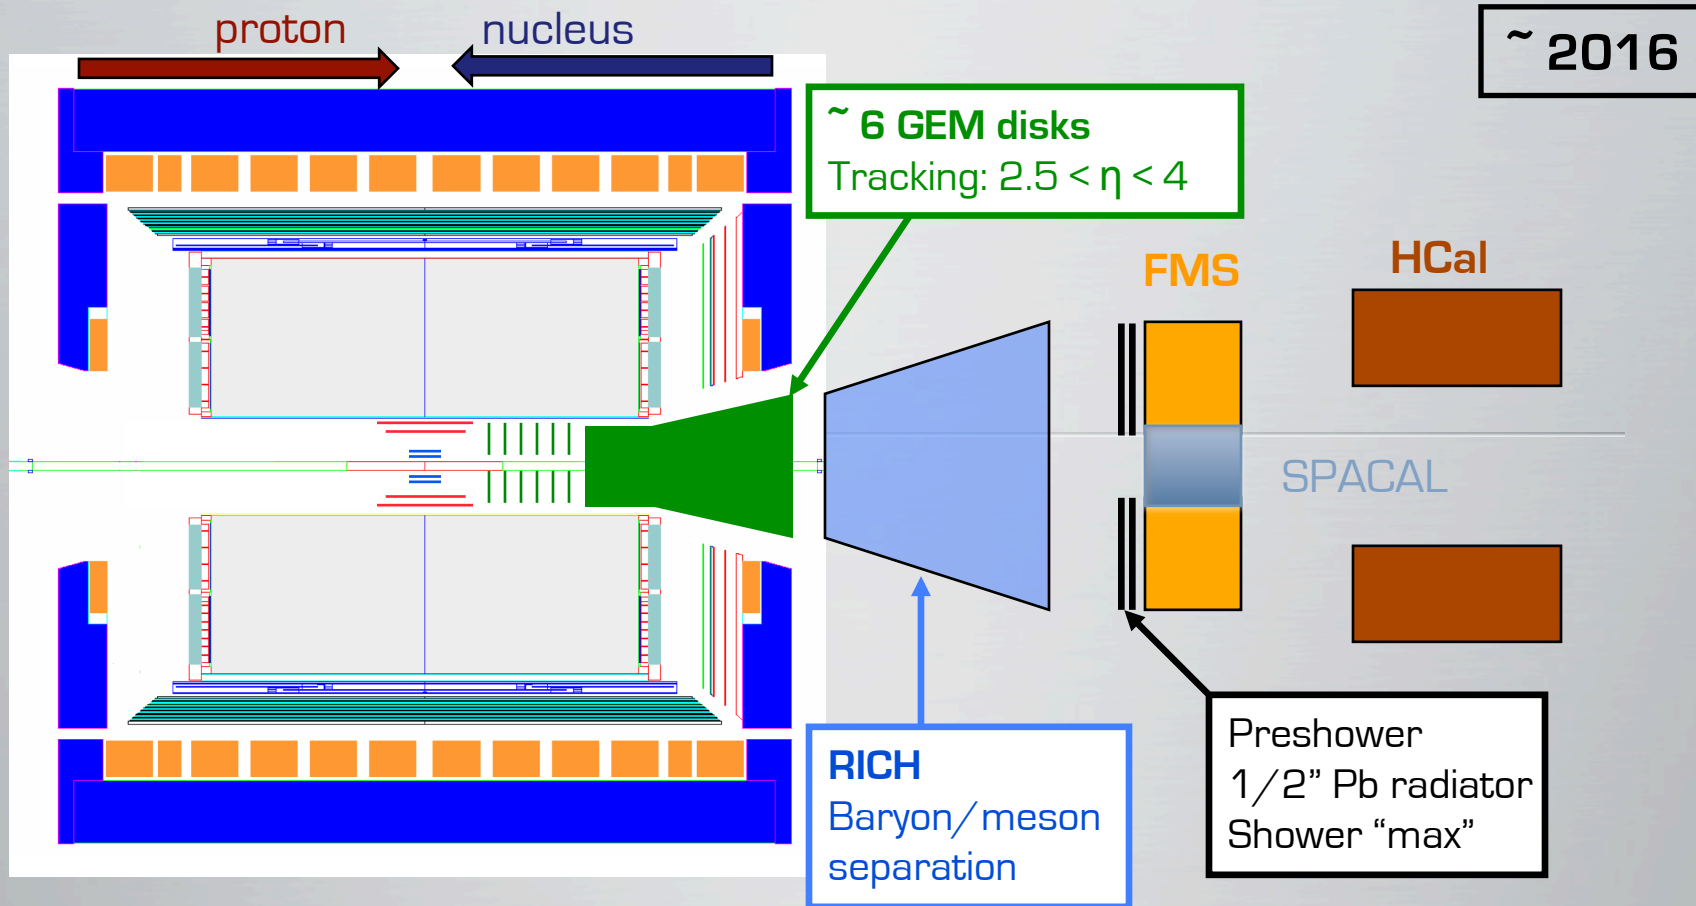 proton
nucleus
~ 2016
~ 6 GEM disks
Tracking: 2.5 < η < 4
FMS
HCal
SPACAL
RICH
Baryon/meson
separation
Preshower
1/2” Pb radiator
Shower “max”